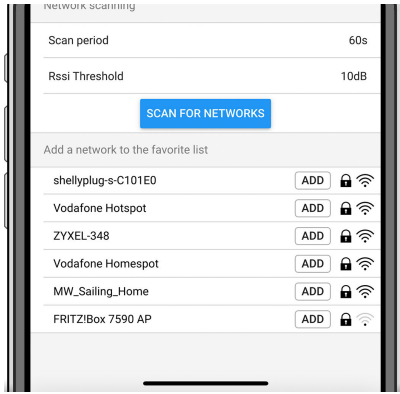 Network scanning
Scan period 60s
Rssi Threshold 10dB
SCAN FOR NETWORKS
Add a network to the favorite list
shellyplug-s-C101E0 ADD
Vodafone Hotspot ADD
ZYXEL-348 ADD
Vodafone Homespot ADD
MW_Sailing_Home ADD
FRITZ!Box 7590 AP ADD